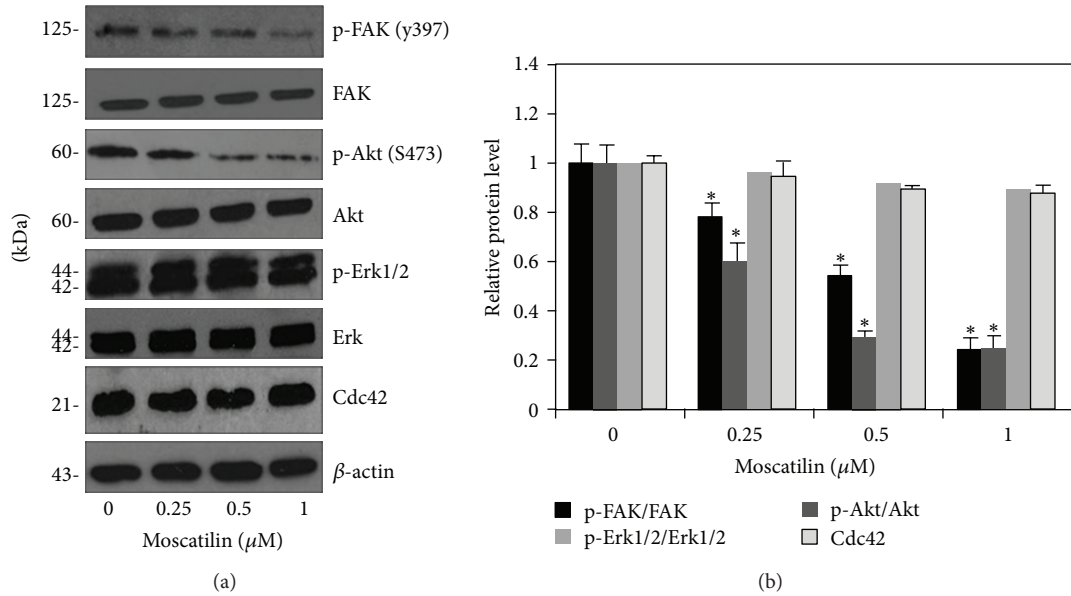 125-
p-FAK (y397)
125-
FAK
60-
p-Akt (S473)
60-
Akt
44-
42-
p-Erk1/2
44-
42-
Erk
21-
Cdc42
43-
β-actin
(kDa)
0 0.25 0.5 1
Moscatilin (μM)
(a)
1.4
1.2
1
0.8
0.6
0.4
0.2
0
Relative protein level
* * * * * *
0 0.25 0.5 1
Moscatilin (μM)
p-FAK/FAK
p-Akt/Akt
p-Erk1/2/Erk1/2
Cdc42
(b)